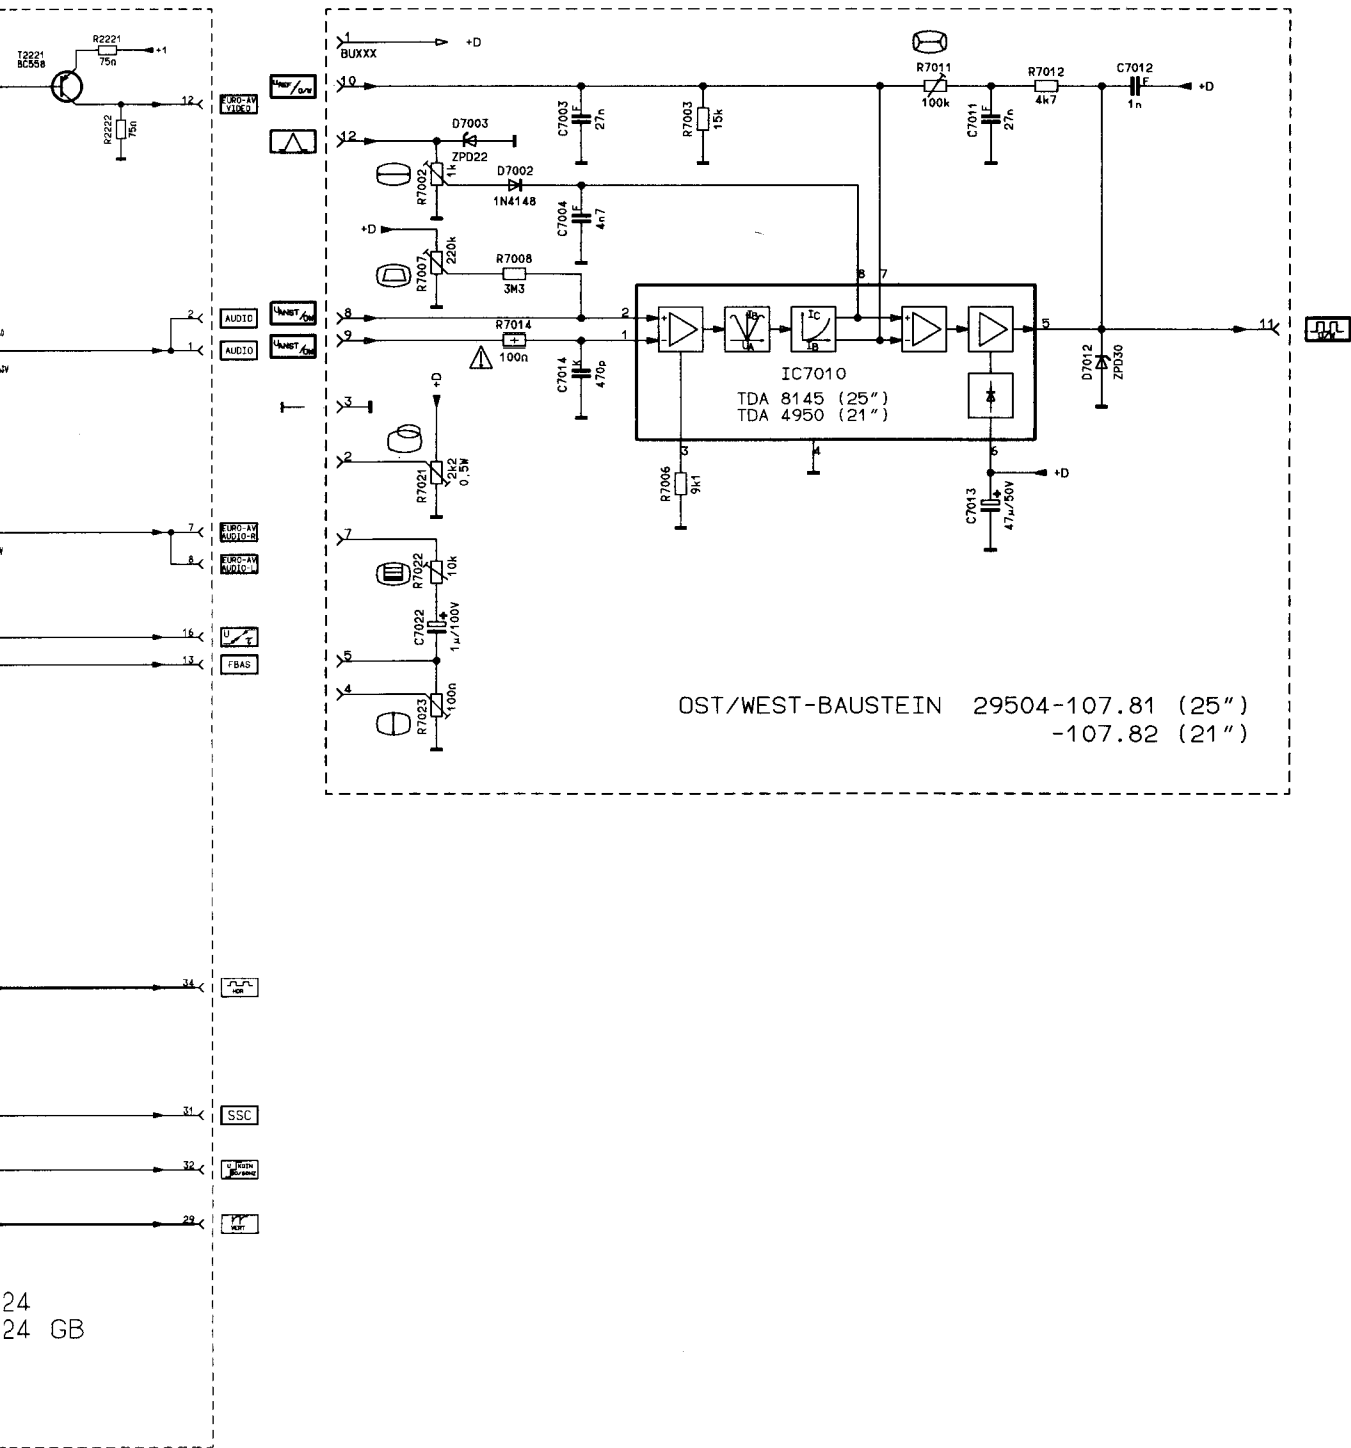 R2221
+1
T2221
BC558
75n
12
EURO-AV
VIDEO
R2222
75n
2
AUDIO
1
AUDIO
7
EURO-AV
AUDIO-R
8
EURO-AV
AUDIO-L
16
U
13
FBAS
34
HOR
31
SSC
32
29
VERT
24
24 GB
1
+D
BUXXX
10
12
D7003
ZPD22
R7002
1k
D7002
1N4148
C7003
F
27n
R7003
15k
C7004
F
4n7
R7011
100k
C7011
F
27n
R7012
4k7
C7012
F
1n
+D
+D
R7007
220k
R7008
3M3
8
9
R7014
100n
C7014
K
470p
2
1
8
7
+
-
IB
UA
IC
IB
+
-
5
11
O/W
D7012
ZPD30
IC7010
TDA 8145 (25")
TDA 4950 (21")
3
4
6
R7006
9k1
+D
C7013
+
47µ/50V
3
+D
2
R7021
2k2
0,5W
7
R7022
10k
C7022
+
1µ/100V
5
4
R7023
100n
OST/WEST-BAUSTEIN 29504-107.81 (25")
-107.82 (21")